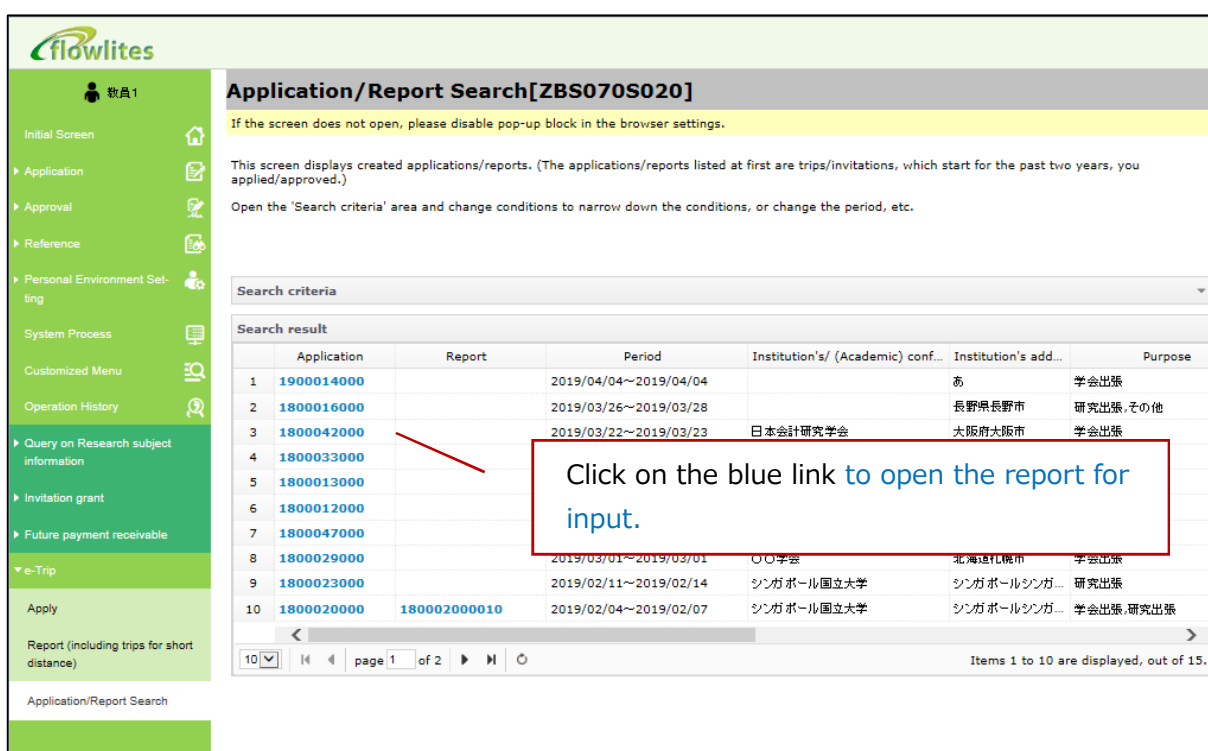 flowlites
教員1
Application/Report Search[ZBS070S020]
If the screen does not open, please disable pop-up block in the browser settings.
This screen displays created applications/reports. (The applications/reports listed at first are trips/invitations, which start for the past two years, you
applied/approved.)
Open the 'Search criteria' area and change conditions to narrow down the conditions, or change the period, etc.
Initial Screen
Application
Approval
Reference
Personal Environment Set-
ting
System Process
Customized Menu
Operation History
Query on Research subject
information
Invitation grant
Future payment receivable
e-Trip
Apply
Report (including trips for short
distance)
Application/Report Search
Search criteria
Search result
Application Report Period Institution's/ (Academic) conf... Institution's add... Purpose
1 1900014000 2019/04/04～2019/04/04 あ 学会出張
2 1800016000 2019/03/26～2019/03/28 長野県長野市 研究出張,その他
3 1800042000 2019/03/22～2019/03/23 日本会計研究学会 大阪府大阪市 学会出張
4 1800033000
5 1800013000
6 1800012000
7 1800047000
8 1800029000 2019/03/01～2019/03/01 〇〇学会 北海道札幌市 学会出張
9 1800023000 2019/02/11～2019/02/14 シンガポール国立大学 シンガポールシンガ... 研究出張
10 1800020000 180002000010 2019/02/04～2019/02/07 シンガポール国立大学 シンガポールシンガ... 学会出張,研究出張
Click on the blue link to open the report for
input.
10 page 1 of 2 Items 1 to 10 are displayed, out of 15.